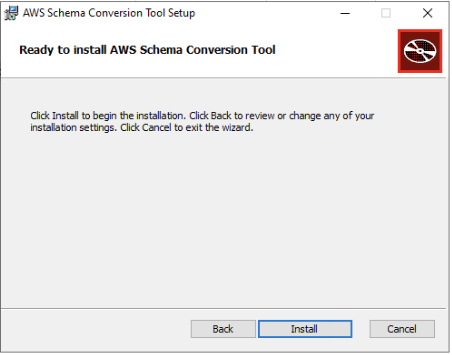 AWS Schema Conversion Tool Setup
Ready to install AWS Schema Conversion Tool
Click Install to begin the installation. Click Back to review or change any of your
installation settings. Click Cancel to exit the wizard.
Back Install Cancel